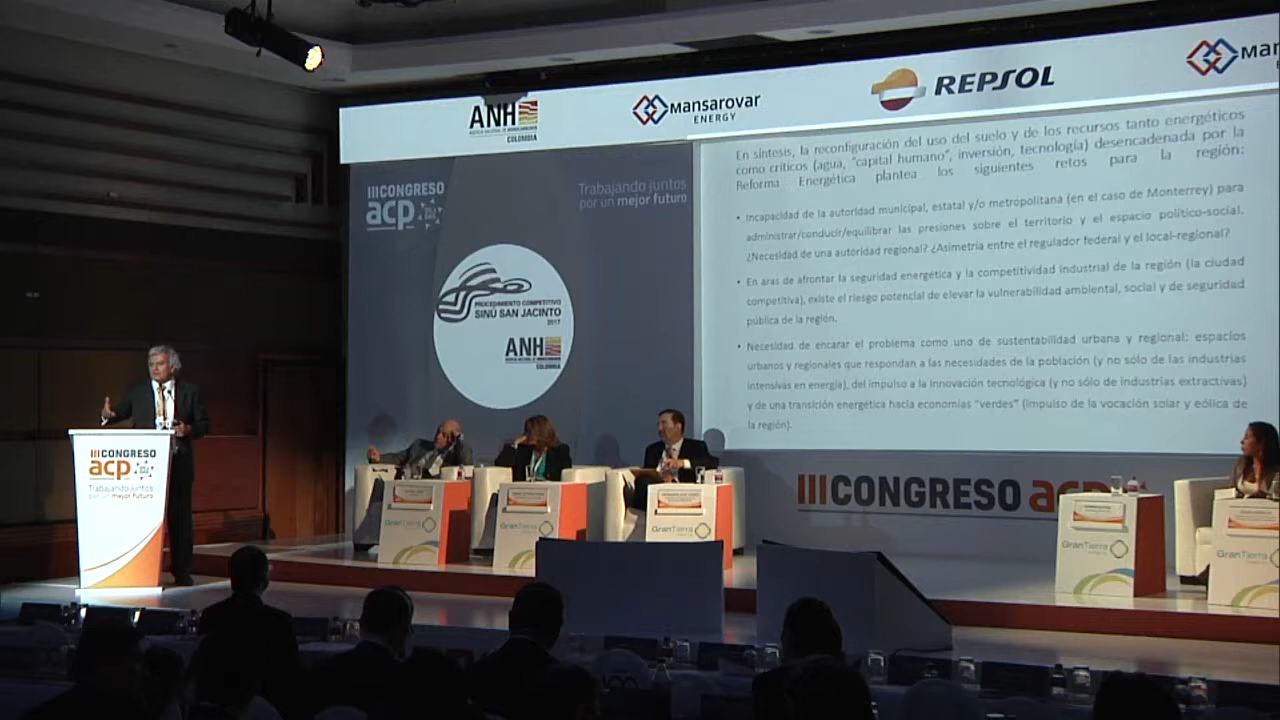 ANH
AGENCIA NACIONAL DE HIDROCARBUROS
COLOMBIA
Mansarovar
ENERGY
REPSOL
III CONGRESO
acp
Trabajando juntos
por un mejor futuro
PROCEDIMIENTO COMPETITIVO
SINÚ SAN JACINTO
2017
ANH
COLOMBIA
En síntesis, la reconfiguración del uso del suelo y de los recursos tanto energéticos
como críticos (agua, "capital humano", inversión, tecnología) desencadenada por la
Reforma Energética plantea los siguientes retos para la región:
• Incapacidad de la autoridad municipal, estatal y/o metropolitana (en el caso de Monterrey) para
administrar/conducir/equilibrar las presiones sobre el territorio y el espacio político-social.
¿Necesidad de una autoridad regional? ¿Asimetría entre el regulador federal y el local-regional?
• En aras de afrontar la seguridad energética y la competitividad industrial de la región (la ciudad
competitiva), existe el riesgo potencial de elevar la vulnerabilidad ambiental, social y de seguridad
pública de la región.
• Necesidad de encarar el problema como uno de sustentabilidad urbana y regional: espacios
urbanos y regionales que respondan a las necesidades de la población (y no sólo de las industrias
intensivas en energía), del impulso a la innovación tecnológica (y no sólo de industrias extractivas)
y de una transición energética hacia economías "verdes" (impulso de la vocación solar y eólica de
la región).
III CONGRESO acp
III CONGRESO
acp
Trabajando juntos
por un mejor futuro
GranTierra
GranTierra
GranTierra
GranTierra
GranTierra